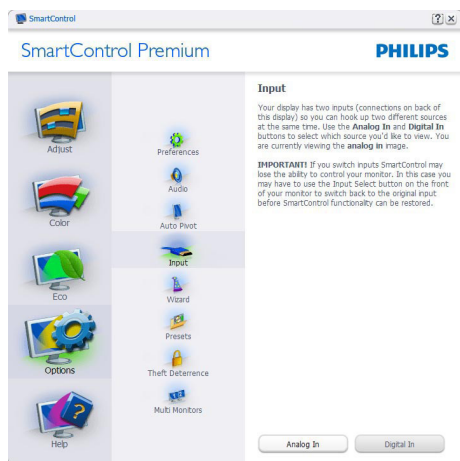 SmartControl
SmartControl Premium
PHILIPS
Adjust
Color
Eco
Options
Help
Preferences
Audio
Auto Pivot
Input
Wizard
Presets
Theft Deterrence
Multi Monitors
Input
Your display has two inputs (connections on back of
this display) so you can hook up two different sources
at the same time. Use the Analog In and Digital In
buttons to select which source you'd like to view. You
are currently viewing the analog in image.
IMPORTANT! If you switch inputs SmartControl may
lose the ability to control your monitor. In this case you
may have to use the Input Select button on the front
of your monitor to switch back to the original input
before SmartControl functionality can be restored.
Analog In
Digital In